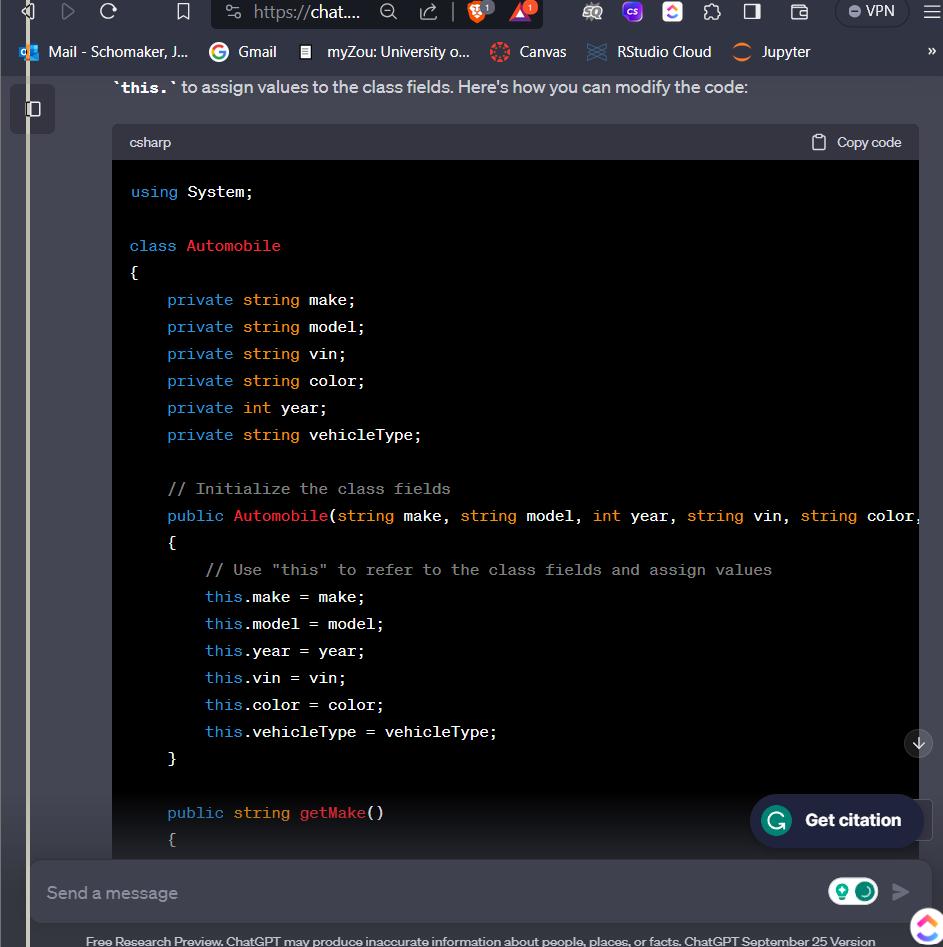 https://chat....
1
1
CS
VPN
Mail - Schomaker, J...
Gmail
myZou: University o...
Canvas
RStudio Cloud
Jupyter
»
`this.` to assign values to the class fields. Here's how you can modify the code:
csharp
Copy code
using System;
class Automobile
{
private string make;
private string model;
private string vin;
private string color;
private int year;
private string vehicleType;
// Initialize the class fields
public Automobile(string make, string model, int year, string vin, string color,
{
// Use "this" to refer to the class fields and assign values
this.make = make;
this.model = model;
this.year = year;
this.vin = vin;
this.color = color;
this.vehicleType = vehicleType;
}
public string getMake()
{
Get citation
Send a message
Free Research Preview. ChatGPT may produce inaccurate information about people, places, or facts. ChatGPT September 25 Version